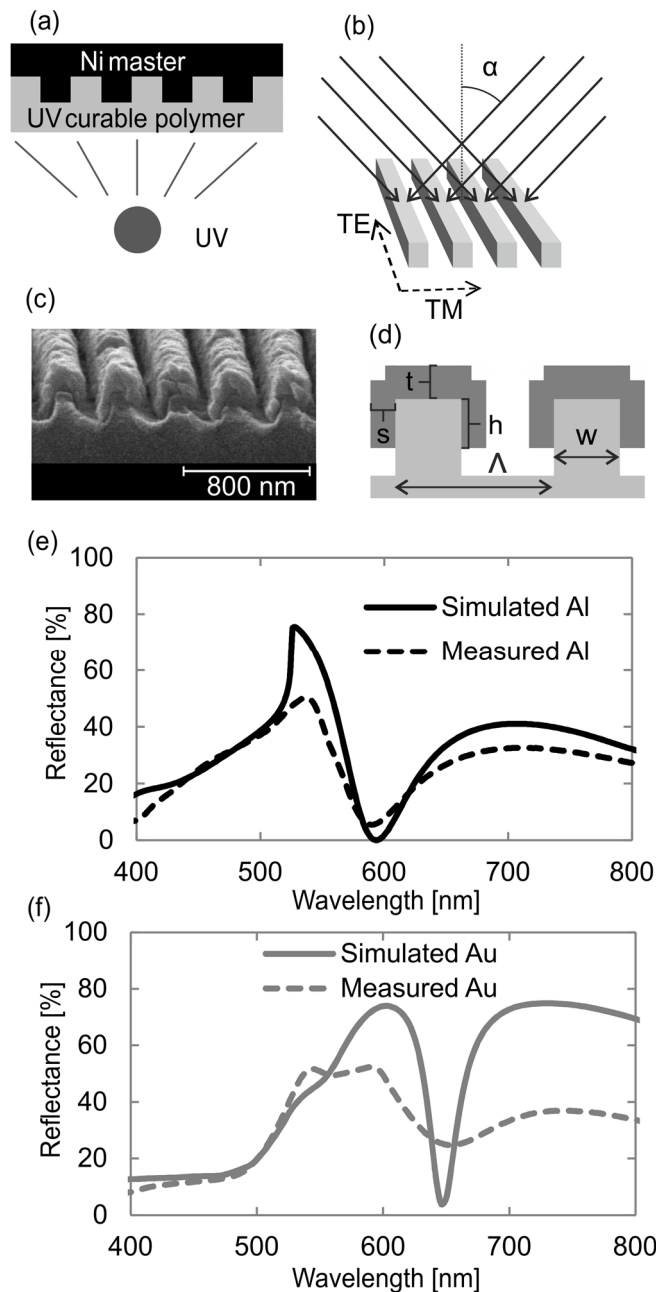 (a)
Ni master
UV curable polymer
UV
(b)
α
TE
TM
(c)
800 nm
(d)
t
s
h
w
Λ
(e)
100
80
60
40
20
0
Reflectance [%]
Simulated Al
Measured Al
400 500 600 700 800
Wavelength [nm]
(f)
100
80
60
40
20
0
Reflectance [%]
Simulated Au
Measured Au
400 500 600 700 800
Wavelength [nm]